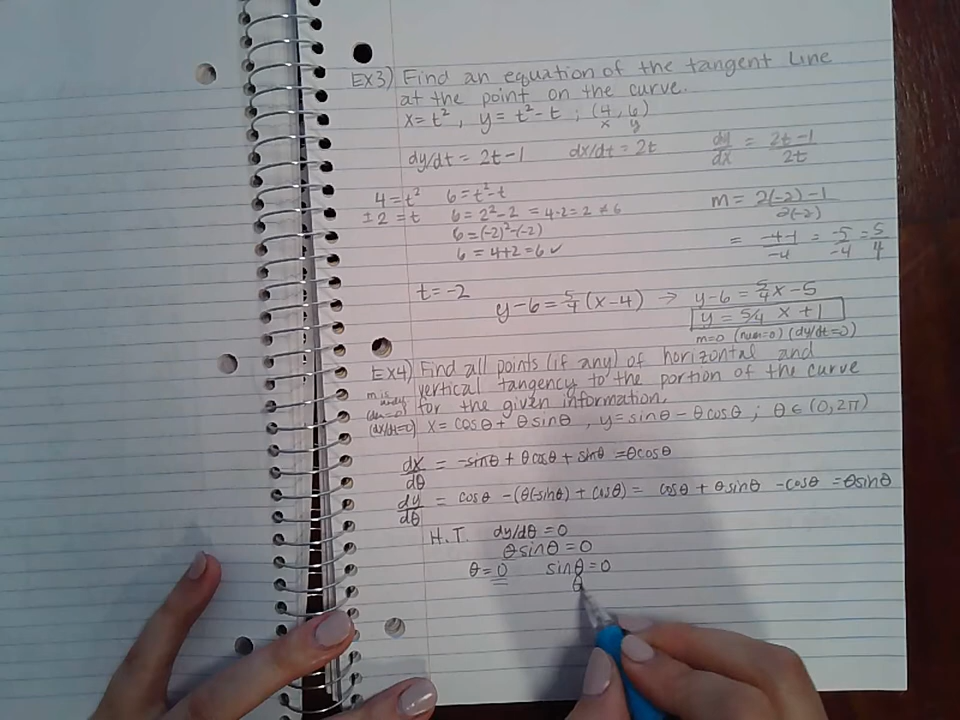 Ex3) Find an equation of the tangent line
at the point on the curve.
x = t², y = t² - t ; (4, 6)
x y
dy/dt = 2t - 1 dx/dt = 2t dy/dx = (2t - 1)/2t
4 = t² 6 = t² - t m = (2(-2) - 1)/2(-2)
±2 = t 6 = 2² - 2 = 4 - 2 = 2 ≠ 6
6 = (-2)² - (-2) = (-4-1)/-4 = -5/-4 = 5/4
6 = 4 + 2 = 6 ✓
t = -2 y - 6 = 5/4 (x - 4) → y - 6 = 5/4 x - 5
y = 5/4 x + 1
m=0 (num=0) (dy/dt=0)
Ex4) Find all points (if any) of horizontal and
vertical tangency to the portion of the curve
for the given information.
m is
(dx/dt=0) x = cosθ + θsinθ , y = sinθ - θcosθ ; θ ∈ (0, 2π)
dx/dθ = -sinθ + θcosθ + sinθ = θcosθ
dy/dθ = cosθ - (θ(-sinθ) + cosθ) = cosθ + θsinθ - cosθ = θsinθ
H.T. dy/dθ = 0
θsinθ = 0
θ = 0 sinθ = 0
θ